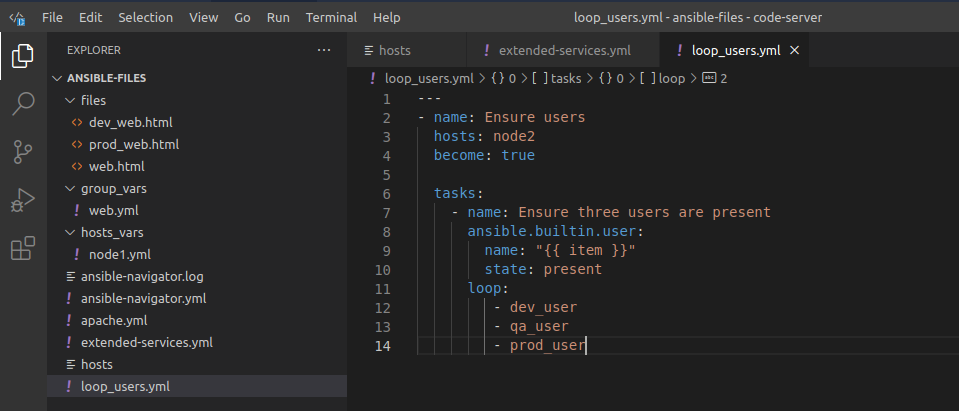 File Edit Selection View Go Run Terminal Help loop_users.yml - ansible-files - code-server
EXPLORER ···
ANSIBLE-FILES
files
dev_web.html
prod_web.html
web.html
group_vars
! web.yml
hosts_vars
! node1.yml
ansible-navigator.log
! ansible-navigator.yml
! apache.yml
! extended-services.yml
hosts
! loop_users.yml
hosts ! extended-services.yml ! loop_users.yml ×
! loop_users.yml > {} 0 > [ ] tasks > {} 0 > [ ] loop > abc 2
1 ---
2 - name: Ensure users
3   hosts: node2
4   become: true
5
6   tasks:
7     - name: Ensure three users are present
8       ansible.builtin.user:
9         name: "{{ item }}"
10         state: present
11       loop:
12          - dev_user
13          - qa_user
14          - prod_user